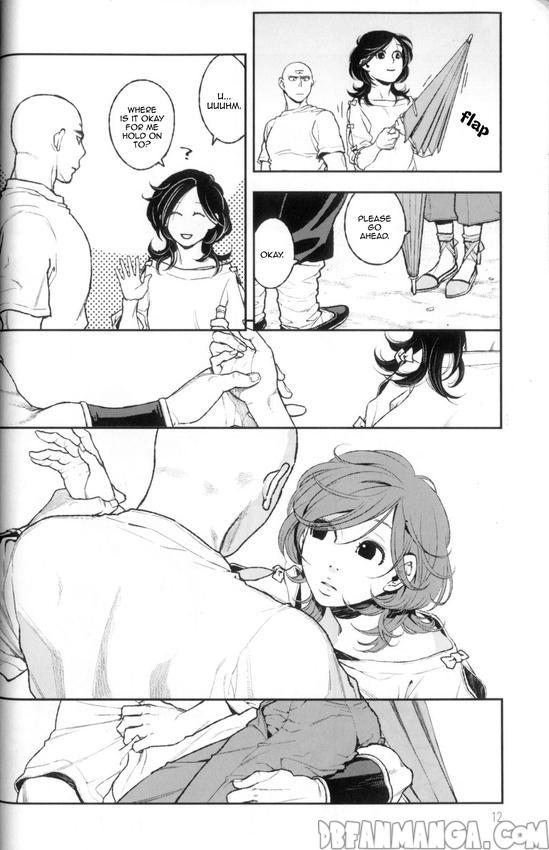 flap
PLEASE
GO
AHEAD.
OKAY.
U...
UUUHM.
WHERE
IS IT OKAY
FOR ME
HOLD ON
TO?
?
12
DBFANMANGA.COM